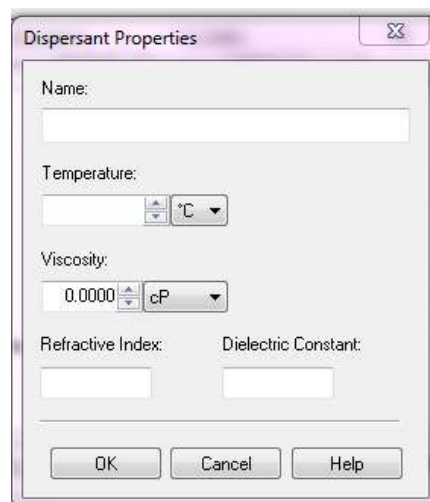 Dispersant Properties
Name:
Temperature:
°C
Viscosity:
0.0000 cP
Refractive Index: Dielectric Constant:
OK Cancel Help